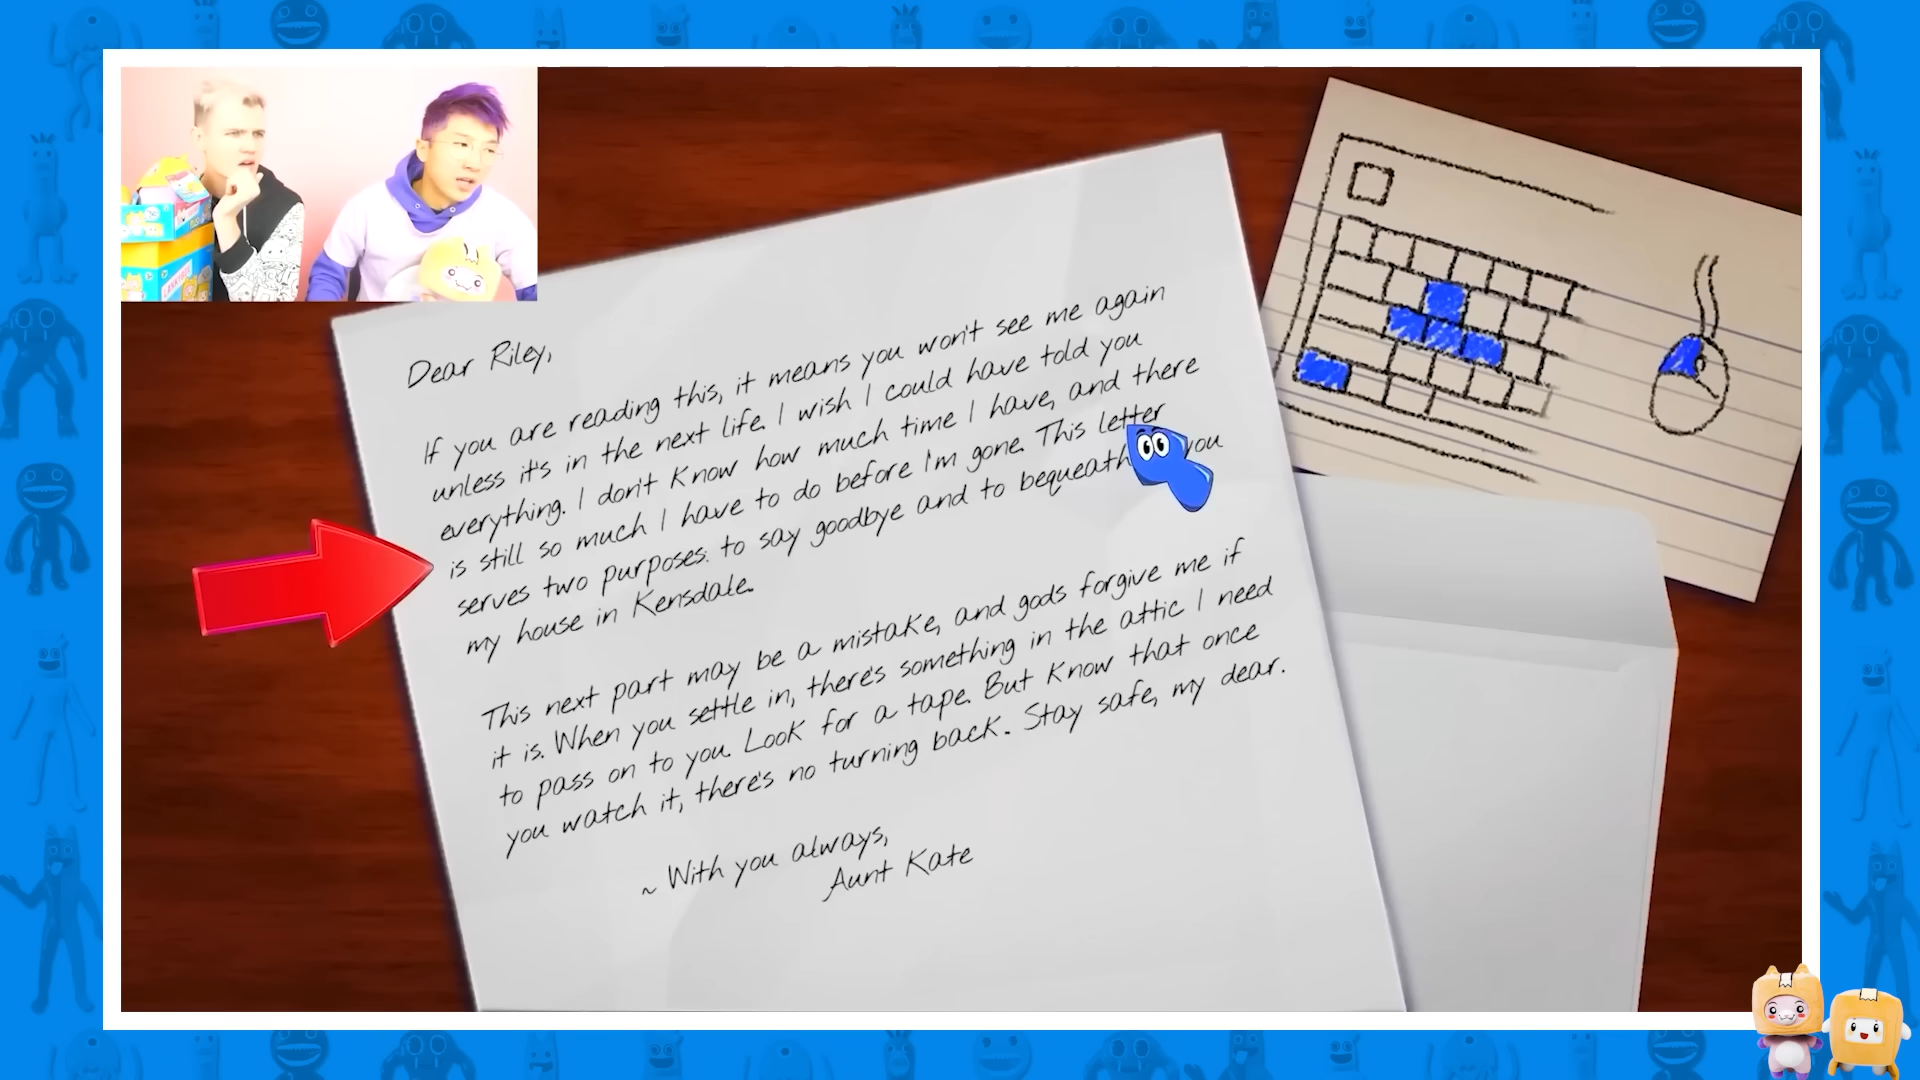 Dear Riley,
If you are reading this, it means you won't see me again
unless it's in the next life. I wish I could have told you
everything. I don't know how much time I have, and there
is still so much I have to do before I'm gone. This letter
serves two purposes: to say goodbye and to bequeath you
my house in Kensdale.
This next part may be a mistake, and gods forgive me if
it is. When you settle in, there's something in the attic I need
to pass on to you. Look for a tape. But know that once
you watch it, there's no turning back. Stay safe, my dear.
~ With you always,
Aunt Kate